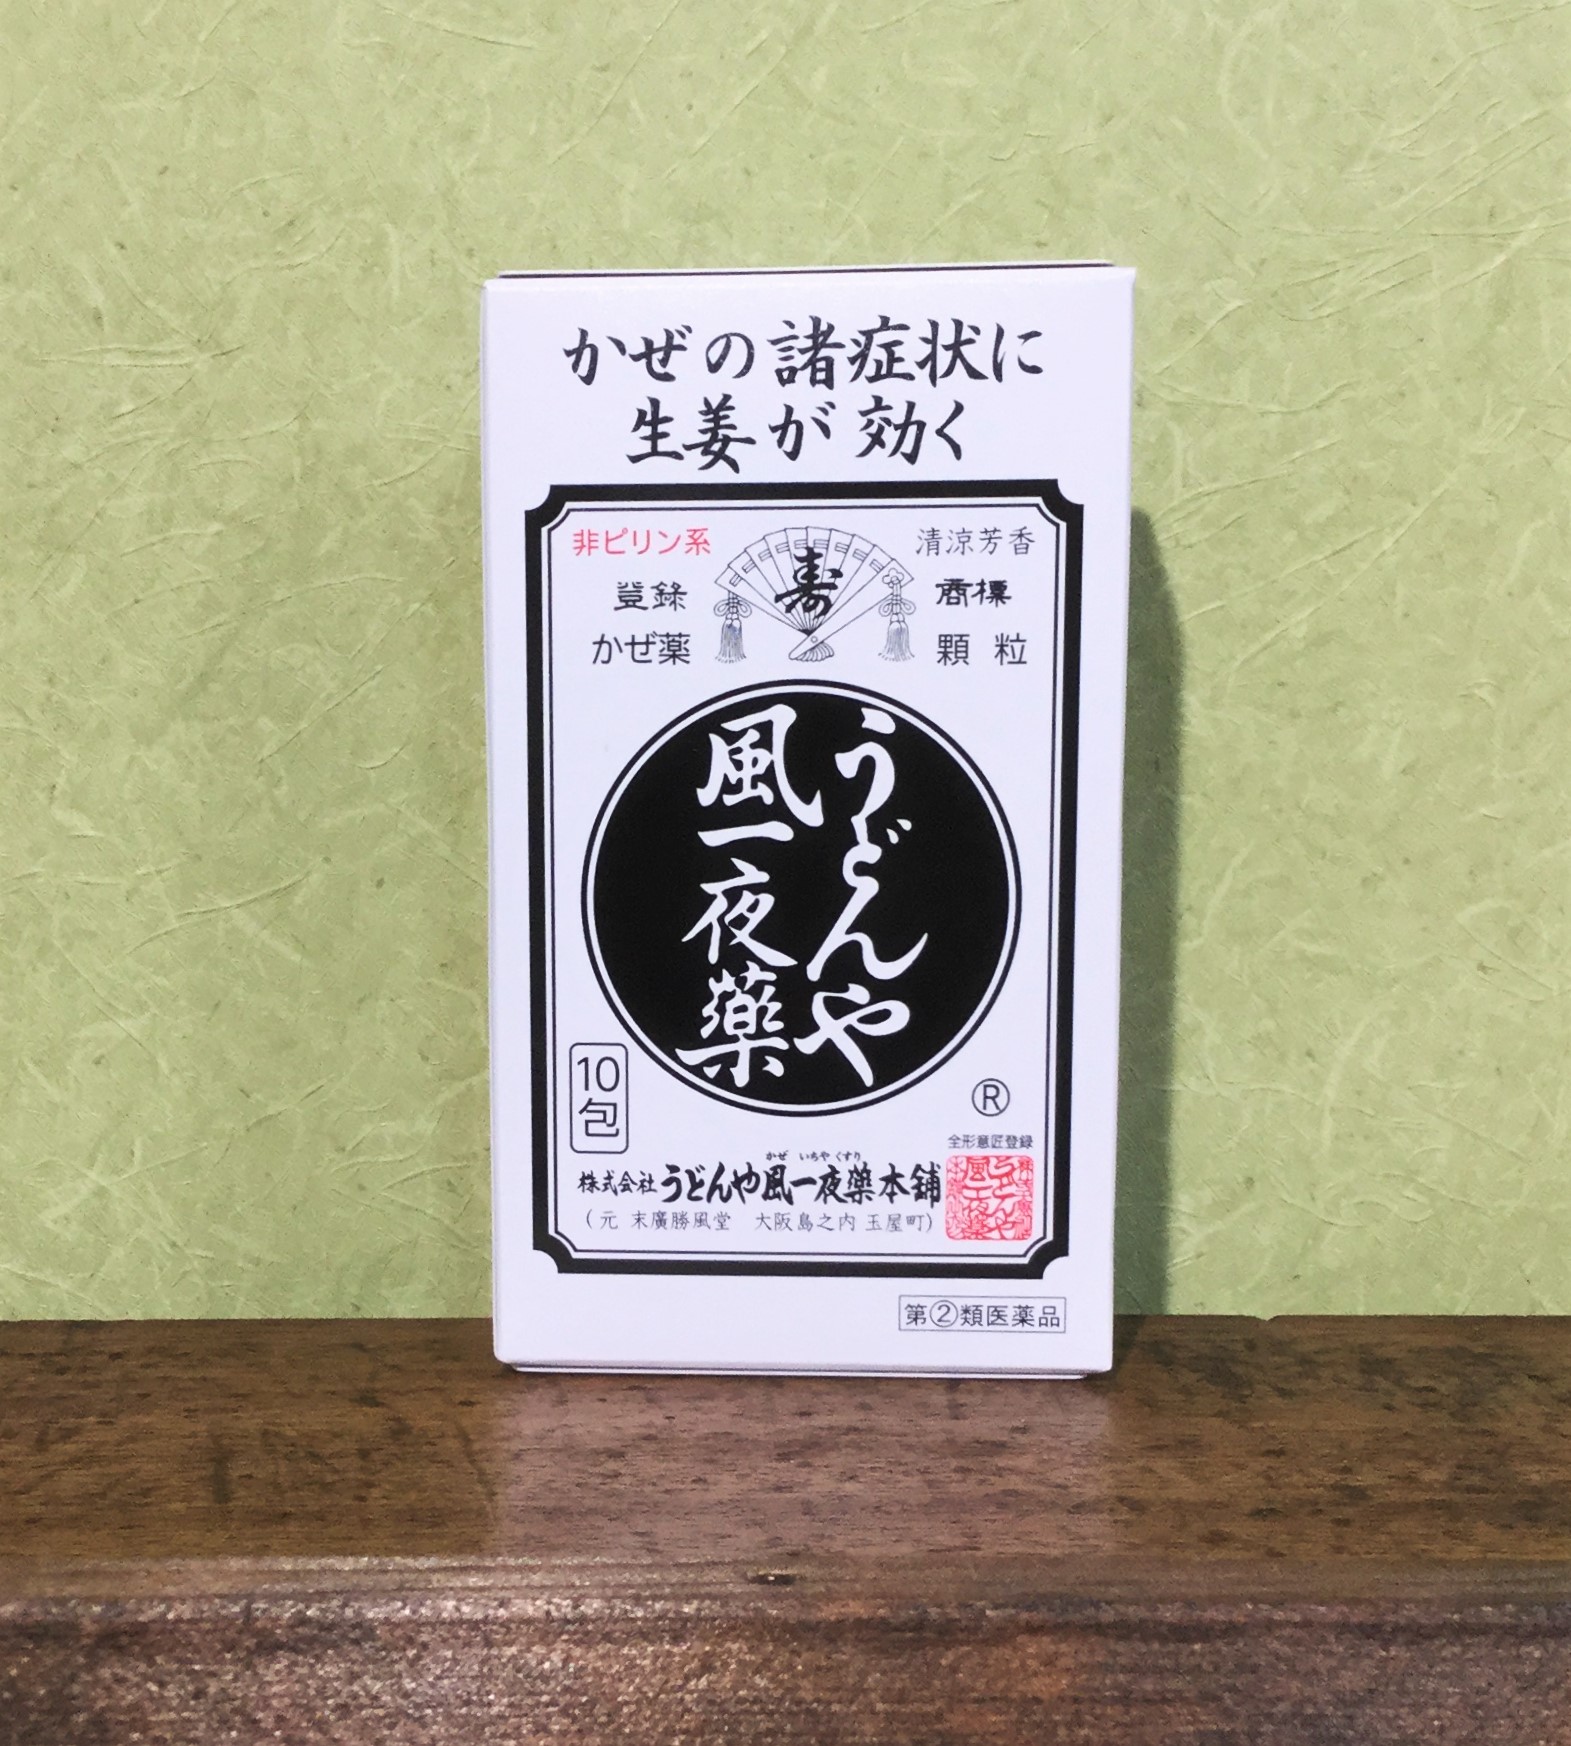 かぜの諸症状に
生姜が効く
非ピリン系
清涼芳香
登録
寿
商標
かぜ薬
顆粒
うどんや
風一夜薬
10
包
®
全形意匠登録
かぜ いちや くすり
株式会社 うどんや風一夜薬本舗
(元 末廣勝風堂 大阪島之内 玉屋町)
第②類医薬品